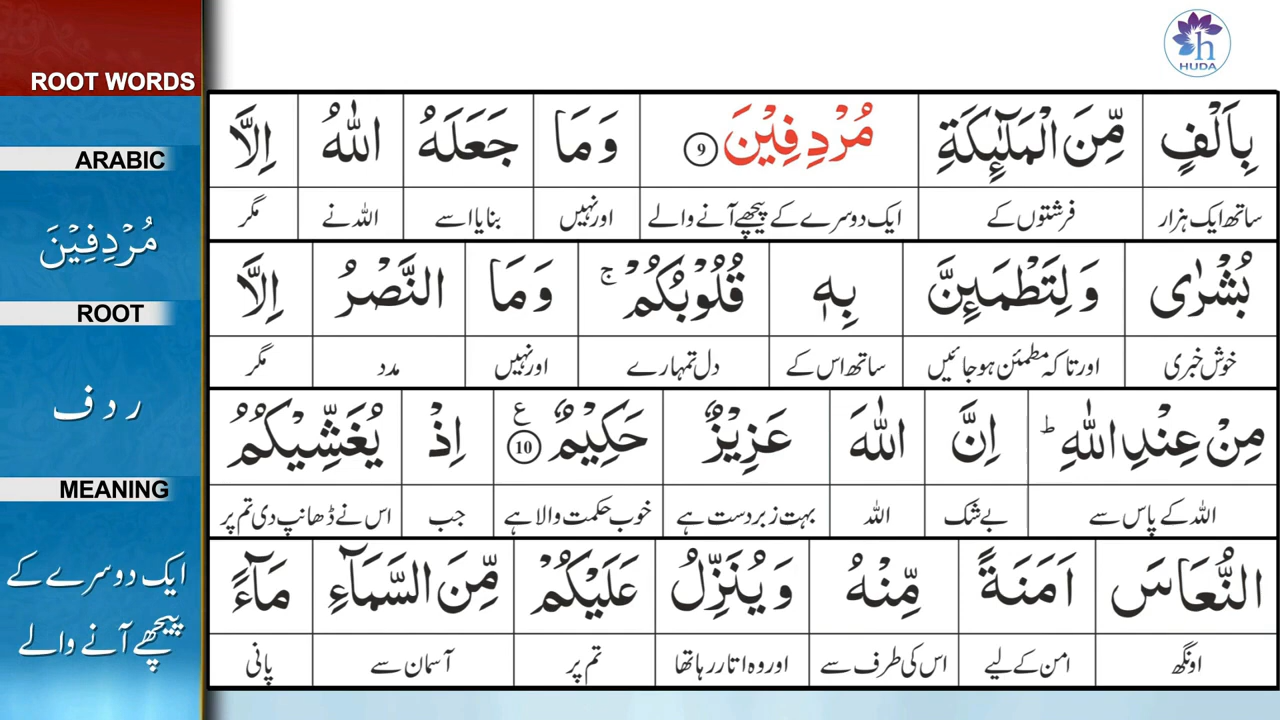 HUDA
ROOT WORDS
ARABIC
مُرْدِفِيْنَ
ROOT
ر د ف
MEANING
ایک دوسرے کے
پیچھے آنے والے
بِاَلْفٍ مِّنَ الْمَلٰٓئِكَةِ مُرْدِفِيْنَ 9 وَمَا جَعَلَهُ اللّٰهُ اِلَّا
ساتھ ایک ہزار فرشتوں کے ایک دوسرے کے پیچھے آنے والے اور نہیں بنایا اسے اللہ نے مگر
بُشْرٰى وَلِتَطْمَئِنَّ بِهٖ قُلُوْبُكُمْ ۚ وَمَا النَّصْرُ اِلَّا
خوش خبری اور تاکہ مطمئن ہو جائیں ساتھ اس کے دل تمہارے اور نہیں مدد مگر
مِنْ عِنْدِ اللّٰهِ ؕ اِنَّ اللّٰهَ عَزِيْزٌ حَكِيْمٌ 10 ع اِذْ يُغَشِّيْكُمُ
اللہ کے پاس سے بے شک اللہ بہت زبردست ہے خوب حکمت والا ہے جب اس نے ڈھانپ دی تم پر
النُّعَاسَ اَمَنَةً مِّنْهُ وَيُنَزِّلُ عَلَيْكُمْ مِّنَ السَّمَآءِ مَآءً
اونگھ امن کے لیے اس کی طرف سے اور وہ اتار رہا تھا تم پر آسمان سے پانی